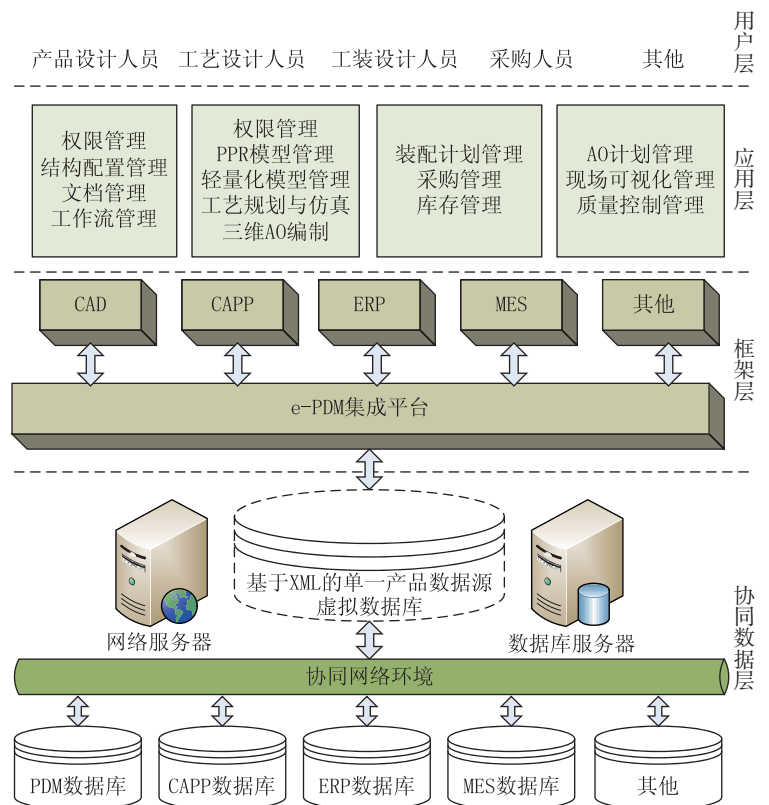 用户层
产品设计人员
工艺设计人员
工装设计人员
采购人员
其他
应用层
权限管理
结构配置管理
文档管理
工作流管理
权限管理
PPR模型管理
轻量化模型管理
工艺规划与仿真
三维AO编制
装配计划管理
采购管理
库存管理
AO计划管理
现场可视化管理
质量控制管理
框架层
CAD
CAPP
ERP
MES
其他
e-PDM集成平台
协同数据层
基于XML的单一产品数据源
虚拟数据库
网络服务器
数据库服务器
协同网络环境
PDM数据库
CAPP数据库
ERP数据库
MES数据库
其他